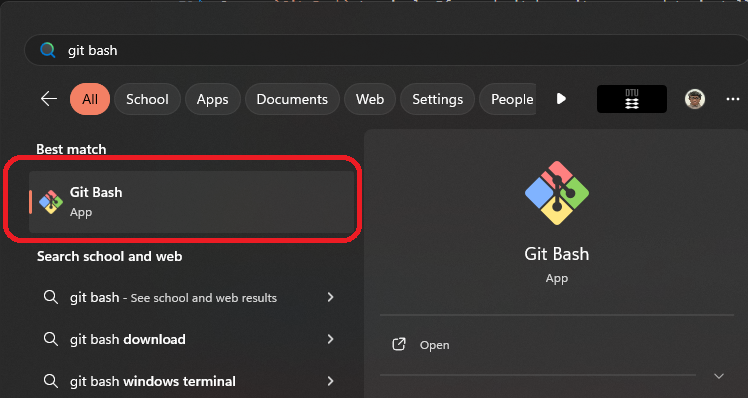 git bash
All School Apps Documents Web Settings People DTU
Best match
Git Bash
App
Search school and web
git bash - See school and web results
git bash download
git bash windows terminal
Git Bash
App
Open